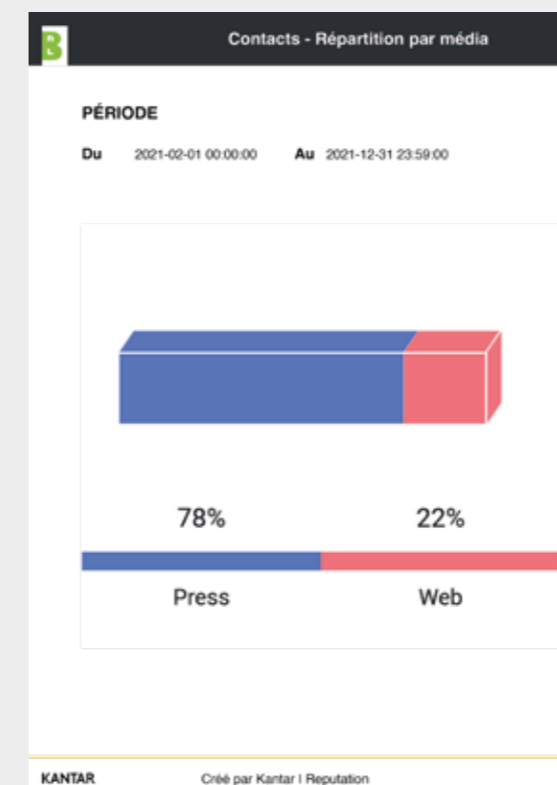 B
Contacts - Répartition par média
PÉRIODE
Du 2021-02-01 00:00:00 Au 2021-12-31 23:59:00
78% 22%
Press Web
KANTAR Créé par Kantar I Reputation